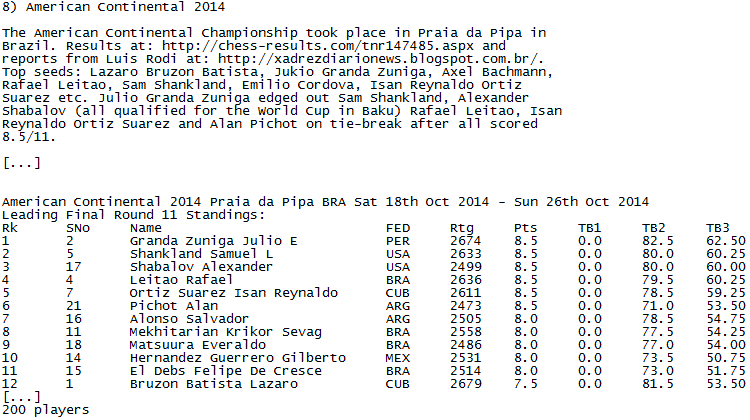 8) American Continental 2014
The American Continental Championship took place in Praia da Pipa in
Brazil. Results at: http://chess-results.com/tnr147485.aspx and
reports from Luis Rodi at: http://xadrezdiarionews.blogspot.com.br/.
Top seeds: Lazaro Bruzon Batista, Jukio Granda Zuniga, Axel Bachmann,
Rafael Leitao, Sam Shankland, Emilio Cordova, Isan Reynaldo Ortiz
Suarez etc. Julio Granda Zuniga edged out Sam Shankland, Alexander
Shabalov (all qualified for the World Cup in Baku) Rafael Leitao, Isan
Reynaldo Ortiz Suarez and Alan Pichot on tie-break after all scored
8.5/11.
[...]
American Continental 2014 Praia da Pipa BRA Sat 18th Oct 2014 - Sun 26th Oct 2014
Leading Final Round 11 Standings:
Rk SNo Name FED Rtg Pts TB1 TB2 TB3
1 2 Granda Zuniga Julio E PER 2674 8.5 0.0 82.5 62.50
2 5 Shankland Samuel L USA 2633 8.5 0.0 80.0 60.25
3 17 Shabalov Alexander USA 2499 8.5 0.0 80.0 60.00
4 4 Leitao Rafael BRA 2636 8.5 0.0 79.5 60.25
5 7 Ortiz Suarez Isan Reynaldo CUB 2611 8.5 0.0 78.5 59.25
6 21 Pichot Alan ARG 2473 8.5 0.0 71.0 53.50
7 16 Alonso Salvador ARG 2505 8.0 0.0 78.5 54.75
8 11 Mekhitarian Krikor Sevag BRA 2558 8.0 0.0 77.5 54.25
9 18 Matsuura Everaldo BRA 2486 8.0 0.0 77.0 54.00
10 14 Hernandez Guerrero Gilberto MEX 2531 8.0 0.0 73.5 50.75
11 15 El Debs Felipe De Cresce BRA 2514 8.0 0.0 73.0 51.75
12 1 Bruzon Batista Lazaro CUB 2679 7.5 0.0 81.5 53.50
[...]
200 players